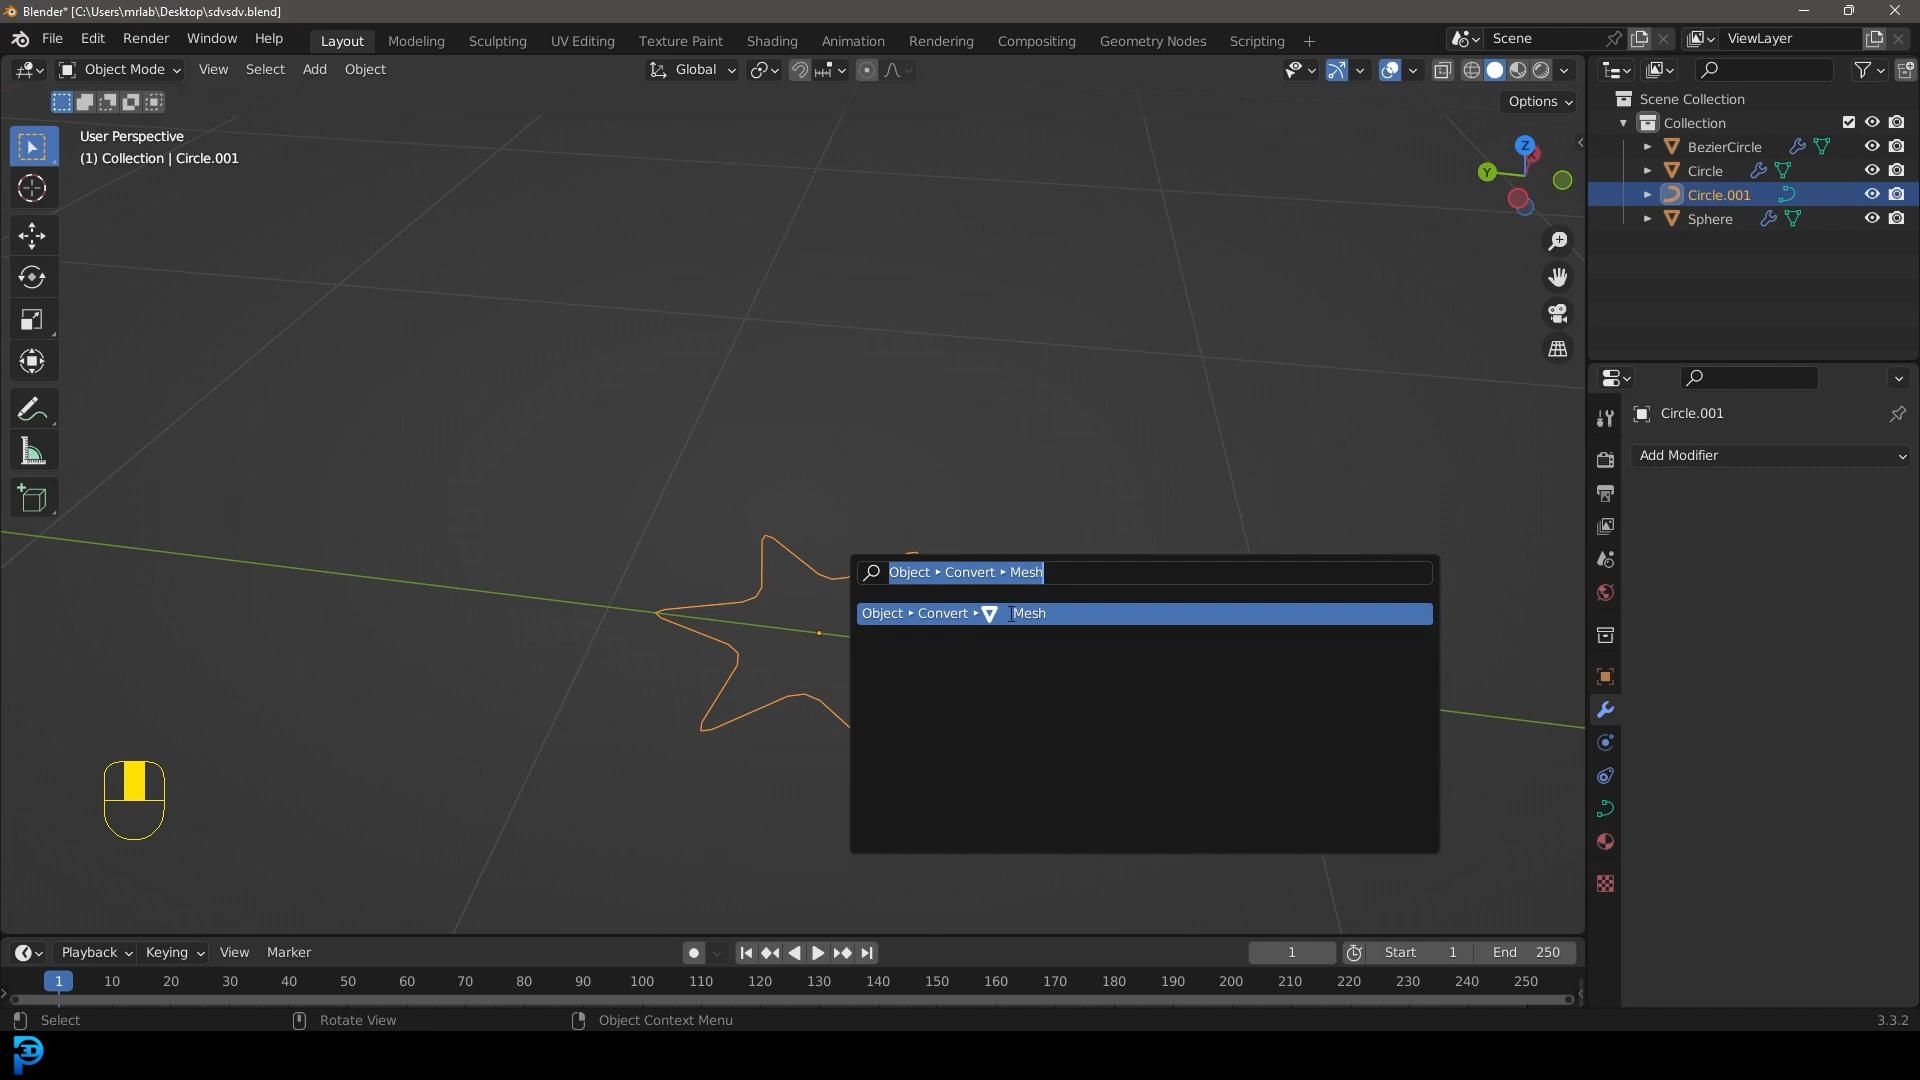 Blender* [C:\Users\mrlab\Desktop\sdvsdv.blend]
File Edit Render Window Help
Layout Modeling Sculpting UV Editing Texture Paint Shading Animation Rendering Compositing Geometry Nodes Scripting +
Scene
ViewLayer
Object Mode View Select Add Object
Global
Options
User Perspective
(1) Collection | Circle.001
Z
Y
X
Scene Collection
Collection
BezierCircle
Circle
Circle.001
Sphere
Circle.001
Add Modifier
Object ▸ Convert ▸ Mesh
Object ▸ Convert ▸ Mesh
Playback Keying View Marker
1 Start 1 End 250
1 10 20 30 40 50 60 70 80 90 100 110 120 130 140 150 160 170 180 190 200 210 220 230 240 250
Select Rotate View Object Context Menu 3.3.2
3D